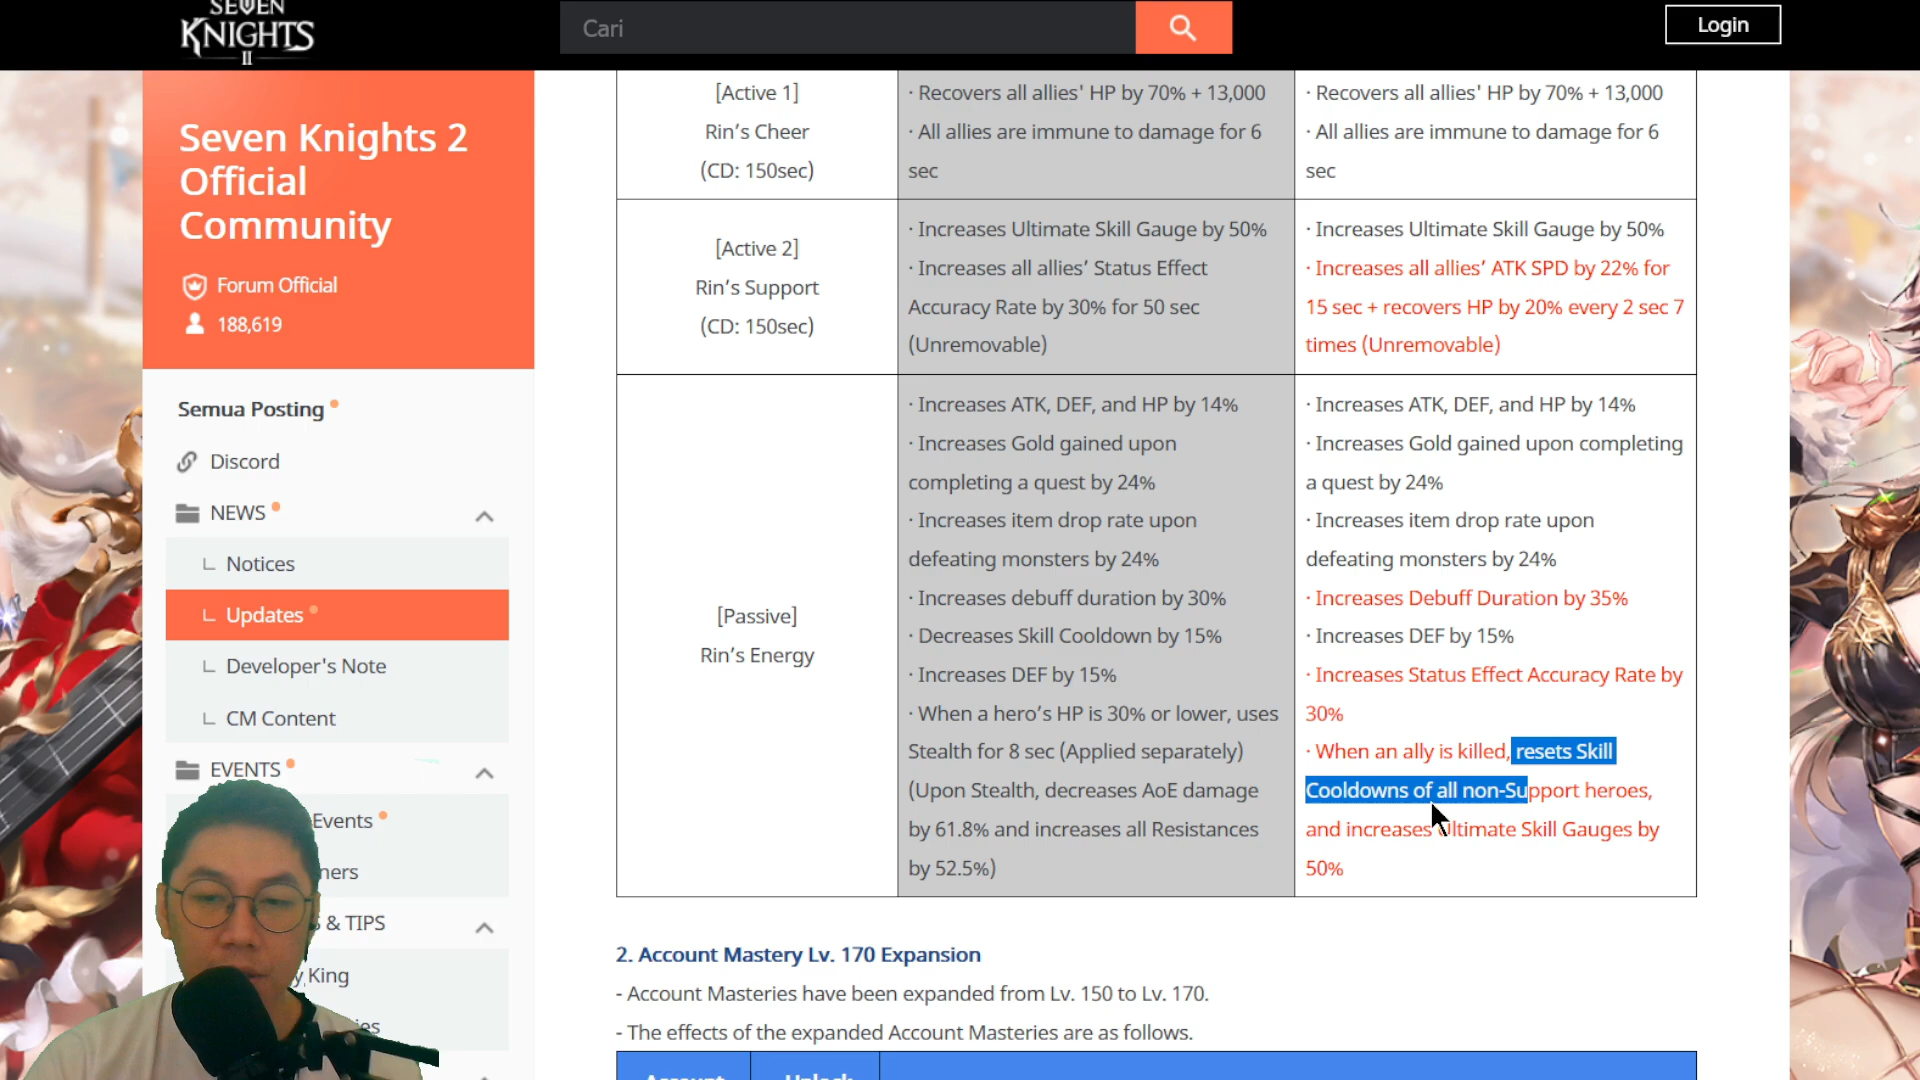 SEVEN
KNIGHTS
II
Cari
Login
Seven Knights 2
Official
Community
Forum Official
188,619
Semua Posting
Discord
NEWS
Notices
Updates
Developer's Note
CM Content
EVENTS
Events
ners
& TIPS
y King
ies
[Active 1]
Rin’s Cheer
(CD: 150sec)
· Recovers all allies' HP by 70% + 13,000
· All allies are immune to damage for 6
sec
· Recovers all allies' HP by 70% + 13,000
· All allies are immune to damage for 6
sec
[Active 2]
Rin’s Support
(CD: 150sec)
· Increases Ultimate Skill Gauge by 50%
· Increases all allies’ Status Effect
Accuracy Rate by 30% for 50 sec
(Unremovable)
· Increases Ultimate Skill Gauge by 50%
· Increases all allies’ ATK SPD by 22% for
15 sec + recovers HP by 20% every 2 sec 7
times (Unremovable)
[Passive]
Rin’s Energy
· Increases ATK, DEF, and HP by 14%
· Increases Gold gained upon
completing a quest by 24%
· Increases item drop rate upon
defeating monsters by 24%
· Increases debuff duration by 30%
· Decreases Skill Cooldown by 15%
· Increases DEF by 15%
· When a hero’s HP is 30% or lower, uses
Stealth for 8 sec (Applied separately)
(Upon Stealth, decreases AoE damage
by 61.8% and increases all Resistances
by 52.5%)
· Increases ATK, DEF, and HP by 14%
· Increases Gold gained upon completing
a quest by 24%
· Increases item drop rate upon
defeating monsters by 24%
· Increases Debuff Duration by 35%
· Increases DEF by 15%
· Increases Status Effect Accuracy Rate by
30%
· When an ally is killed, resets Skill
Cooldowns of all non-Support heroes,
and increases Ultimate Skill Gauges by
50%
2. Account Mastery Lv. 170 Expansion
- Account Masteries have been expanded from Lv. 150 to Lv. 170.
- The effects of the expanded Account Masteries are as follows.
Account
Unlock